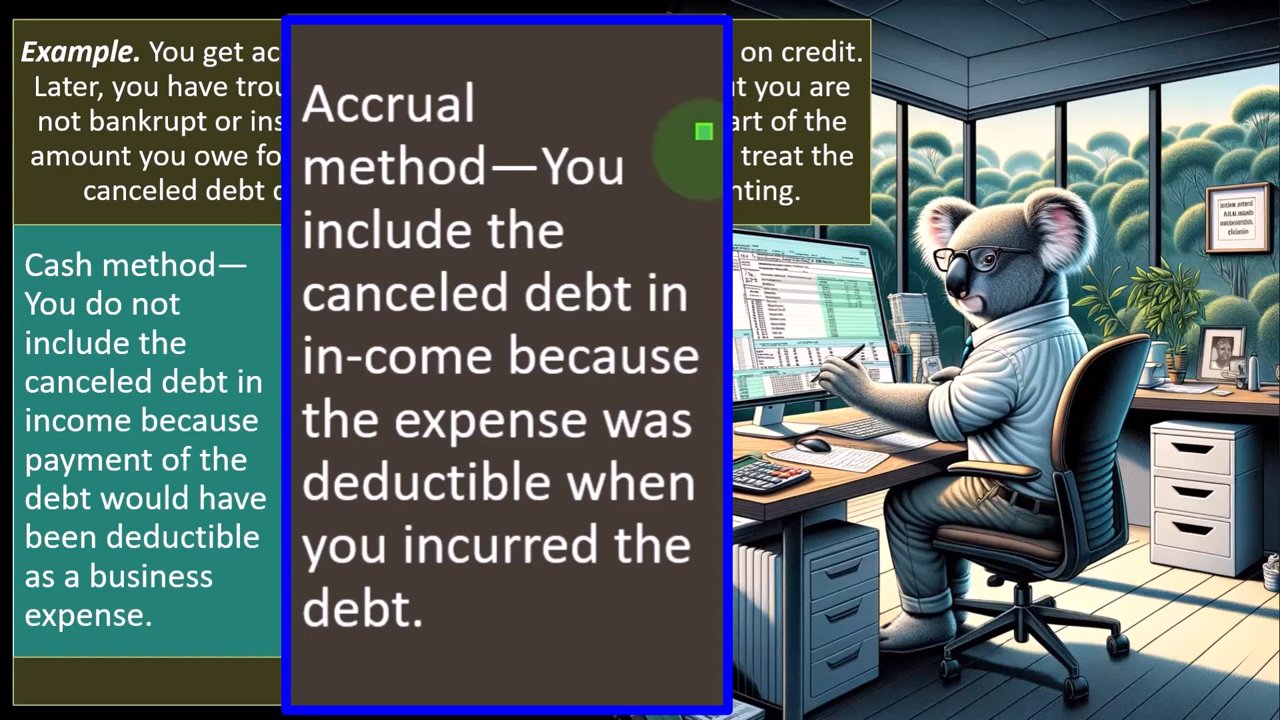 Example. You get ac on credit.
Later, you have trou t you are
not bankrupt or ins art of the
amount you owe fo treat the
canceled debt nting.
Accrual
method—You
include the
canceled debt in
in-come because
the expense was
deductible when
you incurred the
debt.
Cash method—
You do not
include the
canceled debt in
income because
payment of the
debt would have
been deductible
as a business
expense.